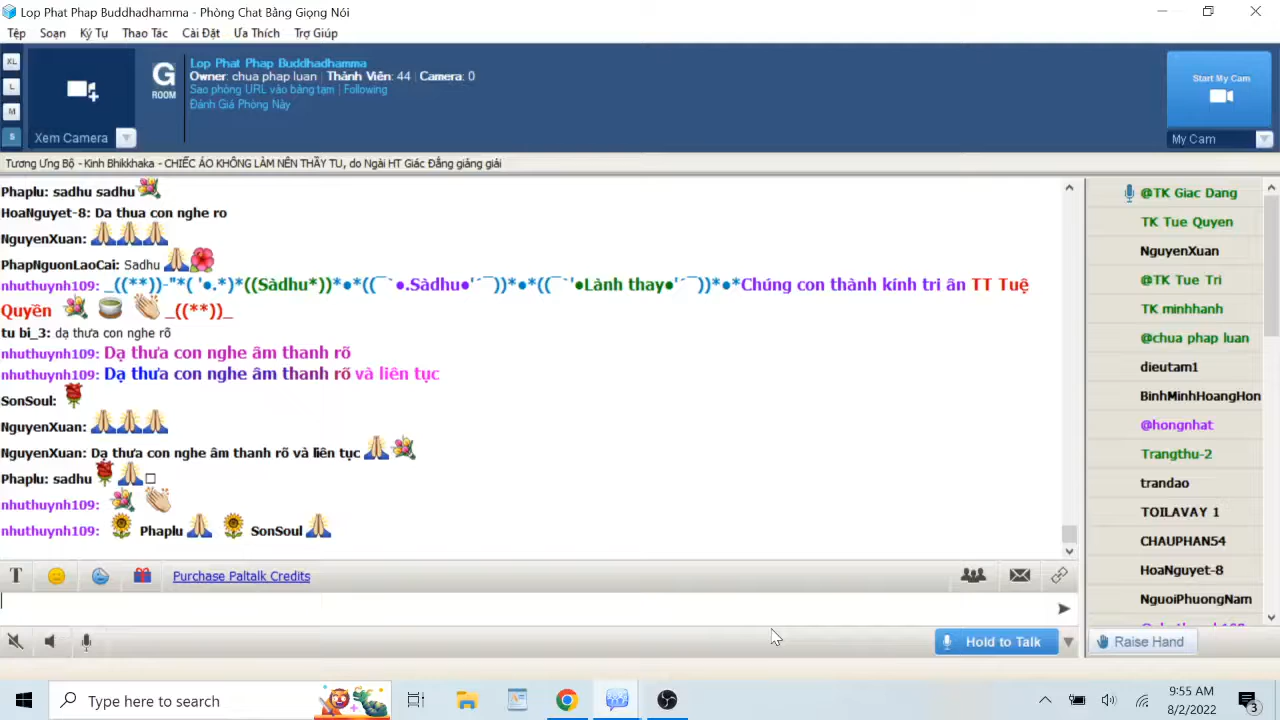 Lop Phat Phap Buddhadhamma - Phòng Chat Bằng Giọng Nói
Tệp Soạn Ký Tự Thao Tác Cài Đặt Ưa Thích Trợ Giúp
XL
L
M
S
Xem Camera
G
ROOM
Lop Phat Phap Buddhadhamma
Owner: chua phap luan | Thành Viên: 44 | Camera: 0
Sao phòng URL vào bảng tạm | Following
Đánh Giá Phòng Này
Start My Cam
My Cam
Tương Ưng Bộ - Kinh Bhikkhaka - CHIẾC ÁO KHÔNG LÀM NÊN THẦY TU, do Ngài HT Giác Đẳng giảng giải
Phaplu: sadhu sadhu
HoaNguyet-8: Da thua con nghe ro
NguyenXuan:
PhapNguonLaoCai: Sadhu
nhuthuynh109: _((**))-"*( '●.*)*((Sàdhu*))*●*((¯`●.Sàdhu●'´¯))*●*((¯`'●Lành thay●'´¯))*●*Chúng con thành kính tri ân TT Tuệ
Quyền _((**))_
tu bi_3: dạ thưa con nghe rõ
nhuthuynh109: Dạ thưa con nghe âm thanh rõ
nhuthuynh109: Dạ thưa con nghe âm thanh rõ và liên tục
SonSoul:
NguyenXuan:
NguyenXuan: Dạ thưa con nghe âm thanh rõ và liên tục
Phaplu: sadhu
nhuthuynh109:
nhuthuynh109: Phaplu SonSoul
@TK Giac Dang
TK Tue Quyen
NguyenXuan
@TK Tue Tri
TK minhhanh
@chua phap luan
dieutam1
BinhMinhHoangHon
@hongnhat
Trangthu-2
trandao
TOILAVAY 1
CHAUPHAN54
HoaNguyet-8
NguoiPhuongNam
T Purchase Paltalk Credits
Hold to Talk
Raise Hand
Type here to search
9:55 AM
8/2/2022
3